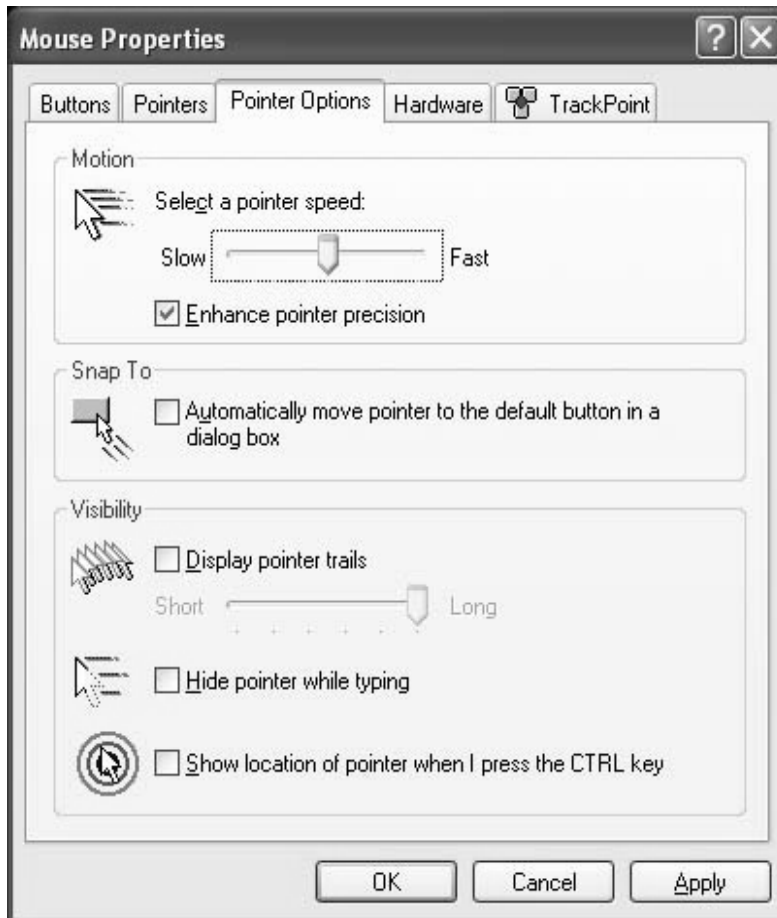 Mouse Properties
Buttons Pointers Pointer Options Hardware TrackPoint
Motion
Select a pointer speed:
Slow Fast
Enhance pointer precision
Snap To
Automatically move pointer to the default button in a
dialog box
Visibility
Display pointer trails
Short Long
Hide pointer while typing
Show location of pointer when I press the CTRL key
OK Cancel Apply